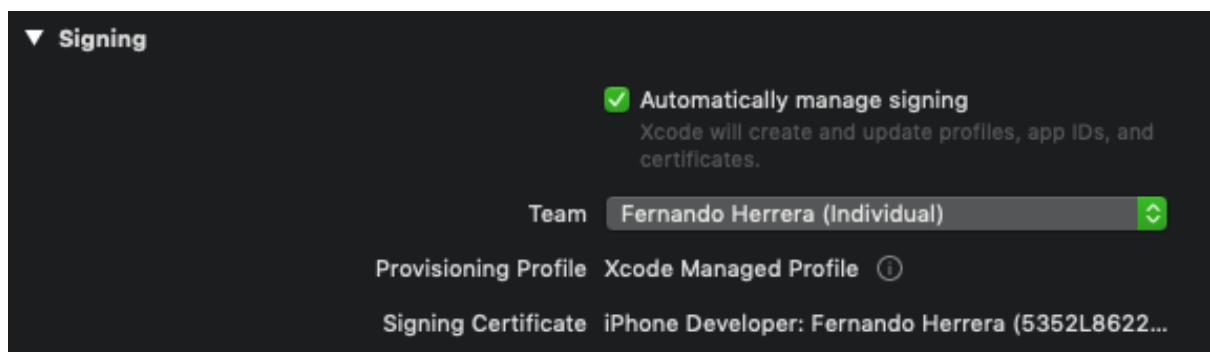 Signing
Automatically manage signing
Xcode will create and update profiles, app IDs, and
certificates.
Team Fernando Herrera (Individual)
Provisioning Profile Xcode Managed Profile
Signing Certificate iPhone Developer: Fernando Herrera (5352L8622...